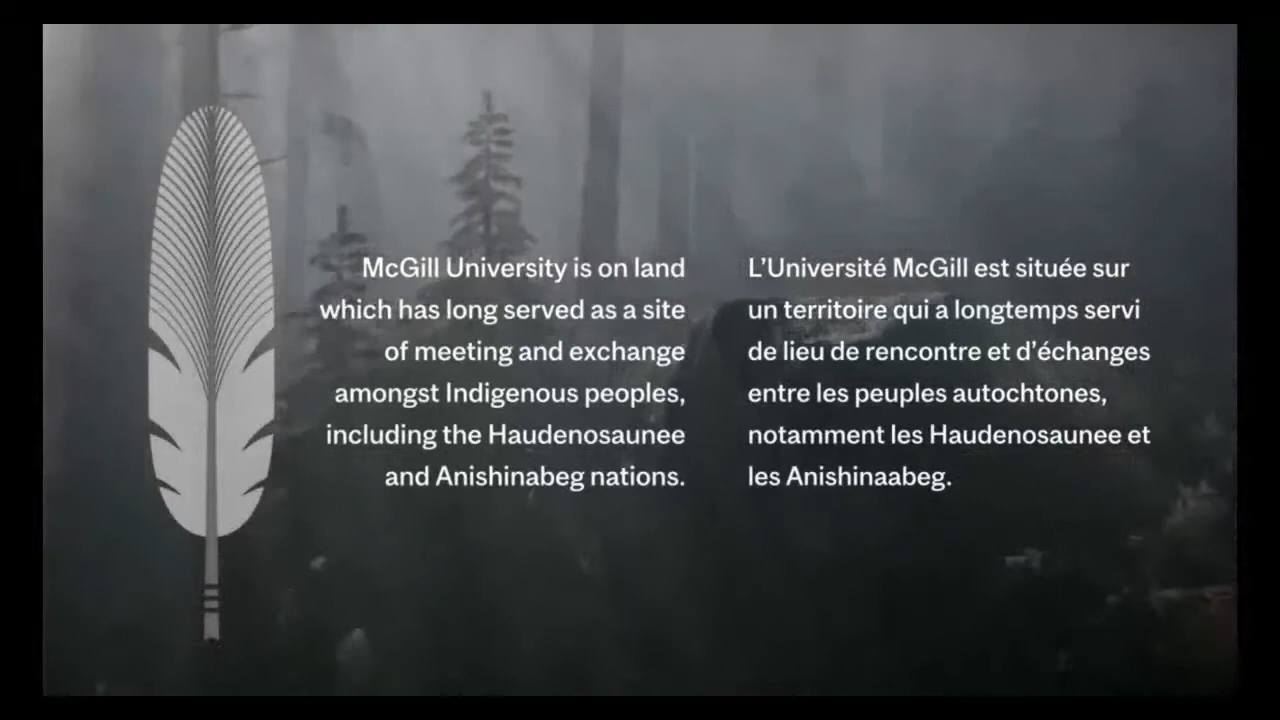 McGill University is on land
which has long served as a site
of meeting and exchange
amongst Indigenous peoples,
including the Haudenosaunee
and Anishinabeg nations.
L'Université McGill est située sur
un territoire qui a longtemps servi
de lieu de rencontre et d'échanges
entre les peuples autochtones,
notamment les Haudenosaunee et
les Anishinaabeg.